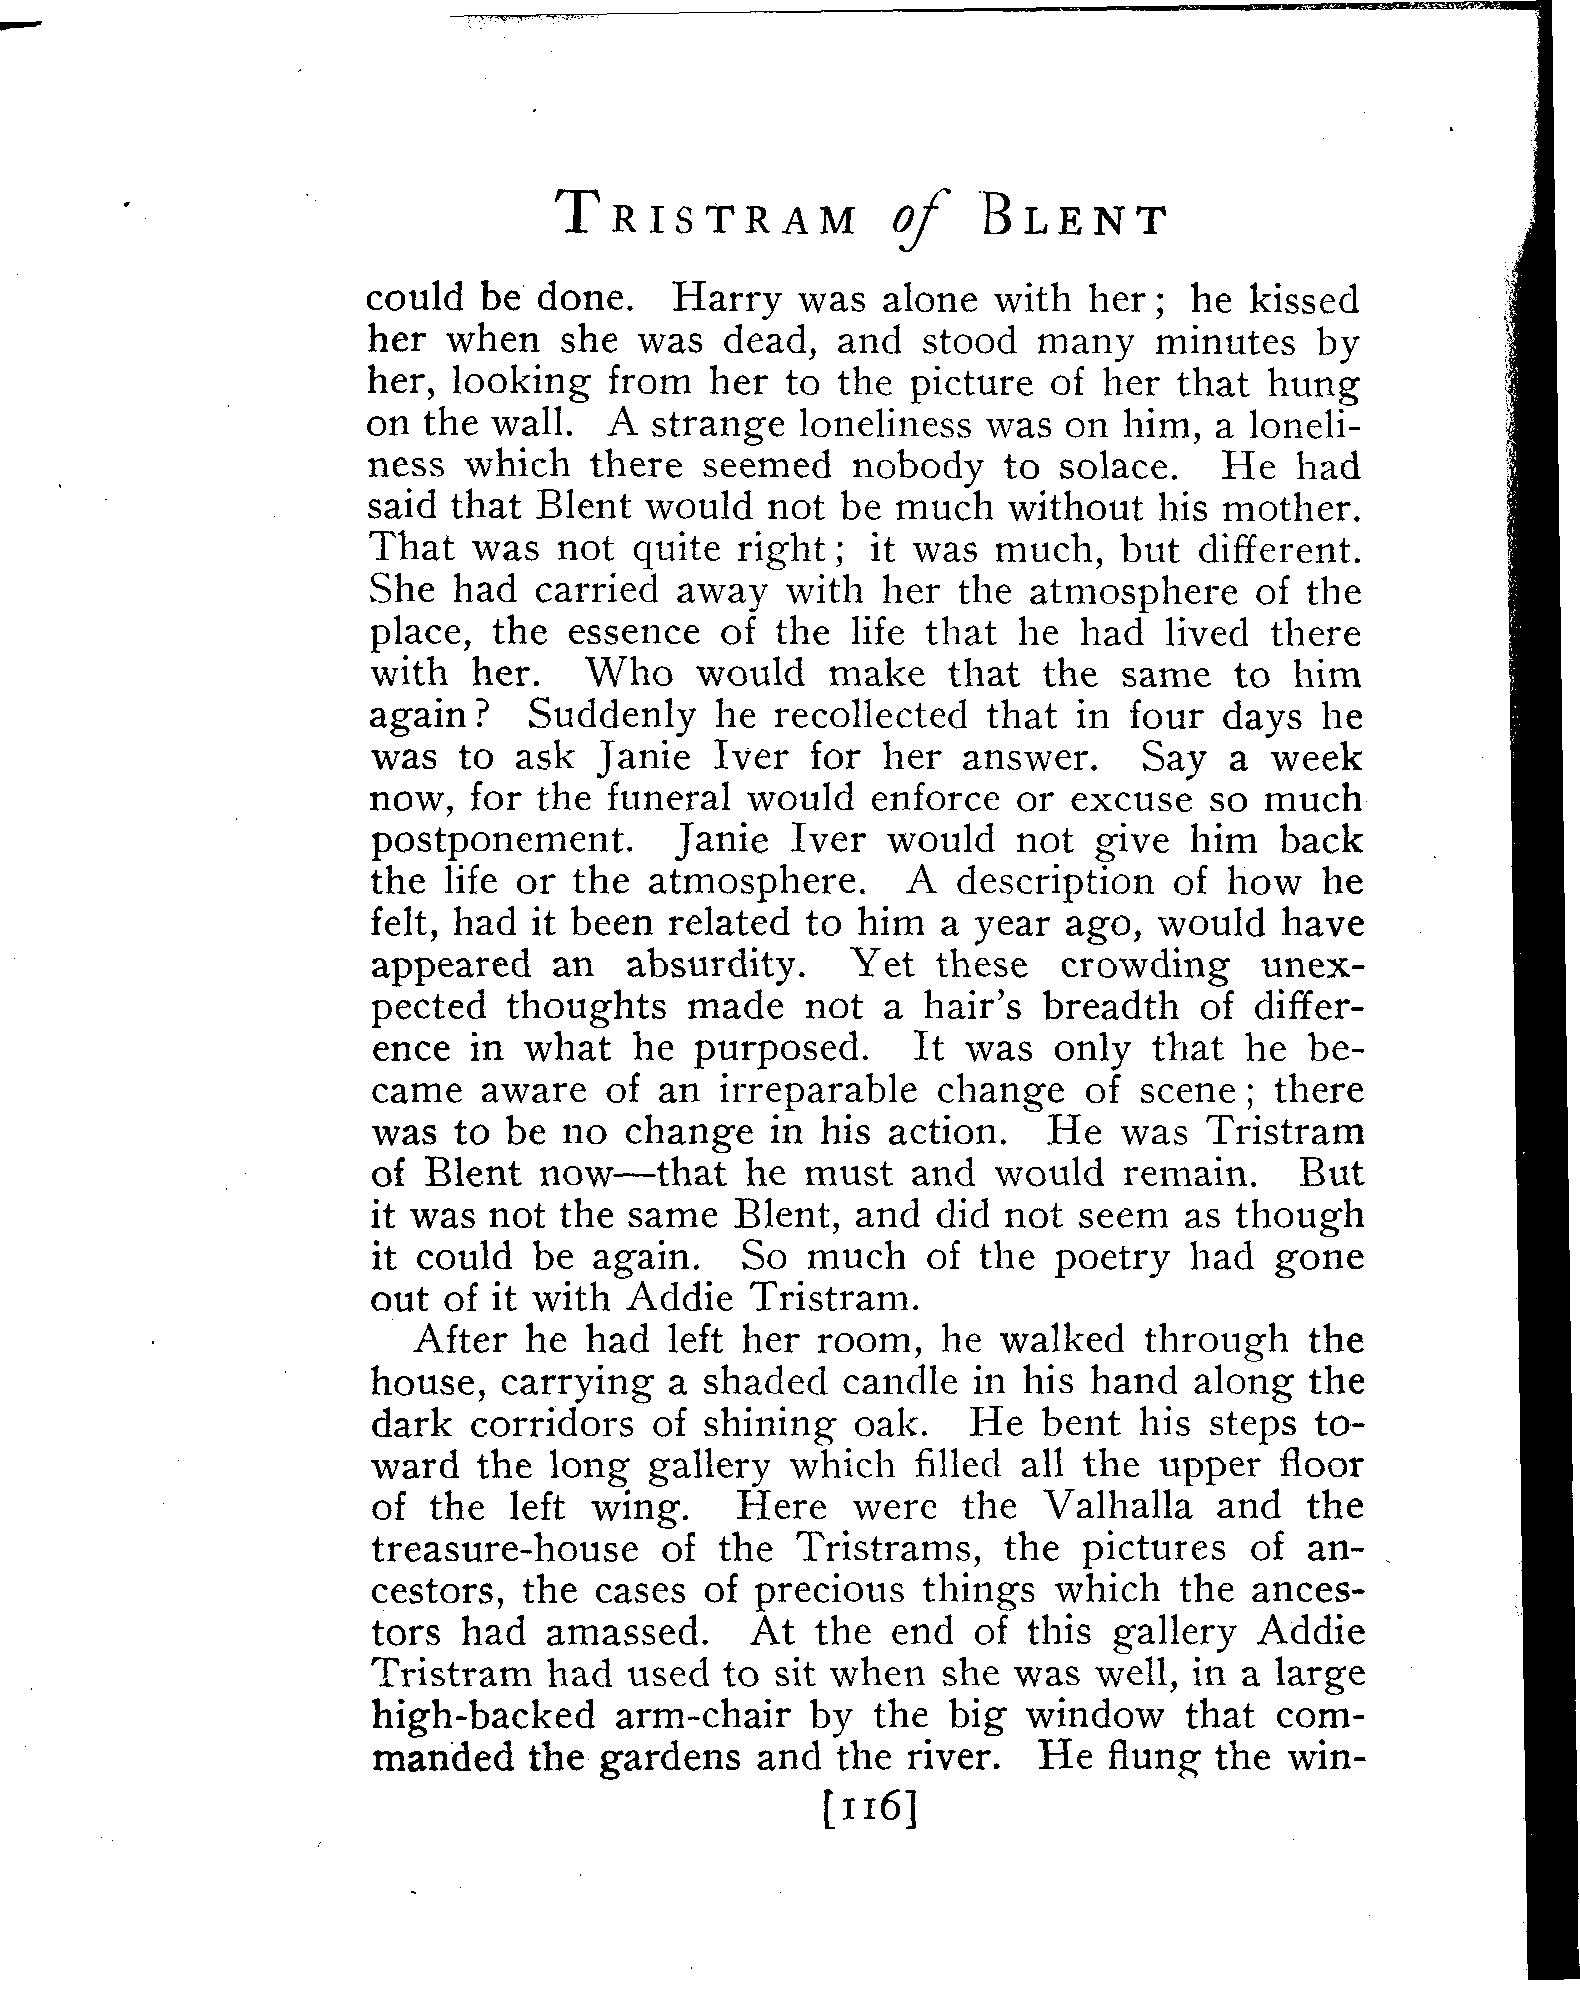 Tristram of Blent
could be done. Harry was alone with her; he kissed
her when she was dead, and stood many minutes by
her, looking from her to the picture of her that hung
on the wall. A strange loneliness was on him, a loneli-
ness which there seemed nobody to solace. He had
said that Blent would not be much without his mother.
That was not quite right; it was much, but different.
She had carried away with her the atmosphere of the
place, the essence of the life that he had lived there
with her. Who would make that the same to him
again? Suddenly he recollected that in four days he
was to ask Janie Iver for her answer. Say a week
now, for the funeral would enforce or excuse so much
postponement. Janie Iver would not give him back
the life or the atmosphere. A description of how he
felt, had it been related to him a year ago, would have
appeared an absurdity. Yet these crowding unex-
pected thoughts made not a hair's breadth of differ-
ence in what he purposed. It was only that he be-
came aware of an irreparable change of scene; there
was to be no change in his action. He was Tristram
of Blent now—that he must and would remain. But
it was not the same Blent, and did not seem as though
it could be again. So much of the poetry had gone
out of it with Addie Tristram.
After he had left her room, he walked through the
house, carrying a shaded candle in his hand along the
dark corridors of shining oak. He bent his steps to-
ward the long gallery which filled all the upper floor
of the left wing. Here were the Valhalla and the
treasure-house of the Tristrams, the pictures of an-
cestors, the cases of precious things which the ances-
tors had amassed. At the end of this gallery Addie
Tristram had used to sit when she was well, in a large
high-backed arm-chair by the big window that com-
manded the gardens and the river. He flung the win-
[116]